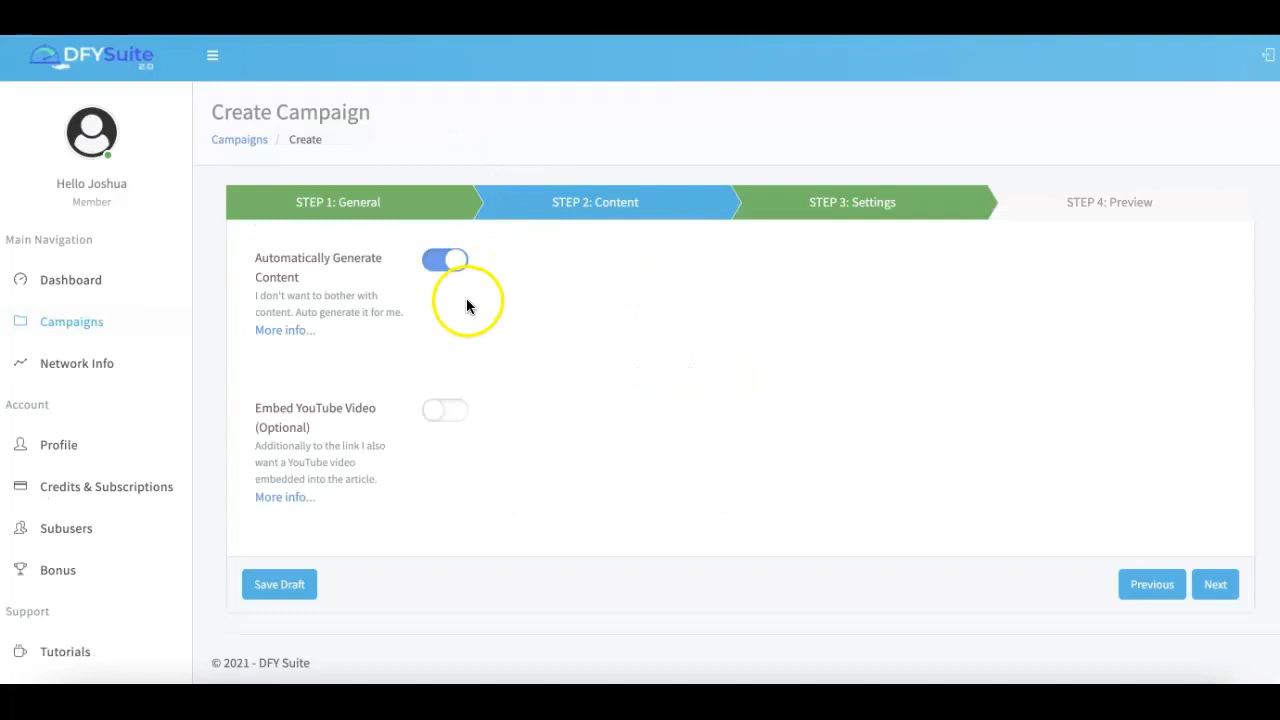 DFYSuite
2.0
Create Campaign
Campaigns / Create
Hello Joshua
Member
Main Navigation
Dashboard
Campaigns
Network Info
Account
Profile
Credits & Subscriptions
Subusers
Bonus
Support
Tutorials
STEP 1: General
STEP 2: Content
STEP 3: Settings
STEP 4: Preview
Automatically Generate
Content
I don't want to bother with
content. Auto generate it for me.
More info...
Embed YouTube Video
(Optional)
Additionally to the link I also
want a YouTube video
embedded into the article.
More info...
Save Draft
Previous
Next
© 2021 - DFY Suite